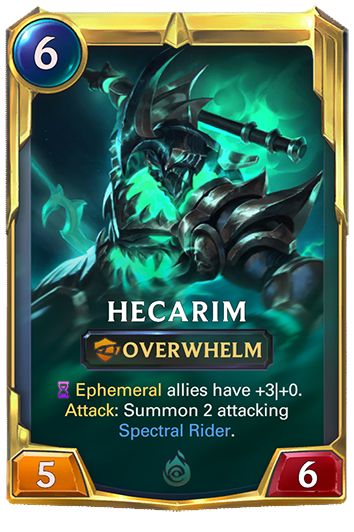 6
HECARIM
OVERWHELM
Ephemeral allies have +3|+0.
Attack: Summon 2 attacking
Spectral Rider.
5
6